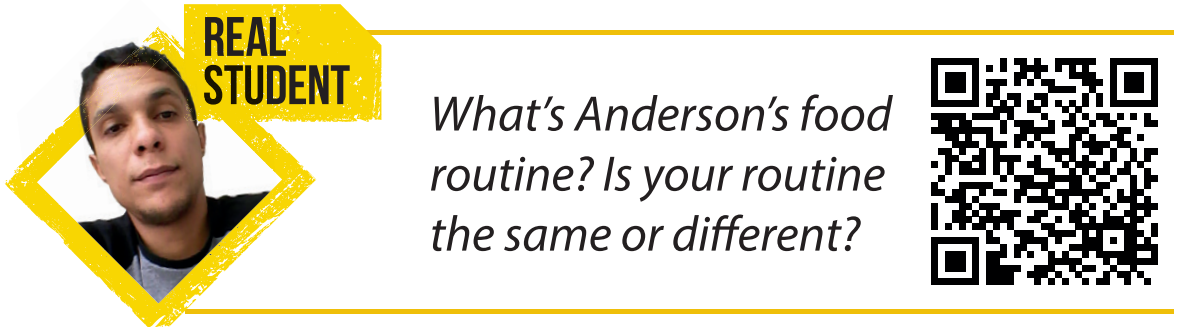 REAL
STUDENT
What’s Anderson’s food
routine? Is your routine
the same or different?